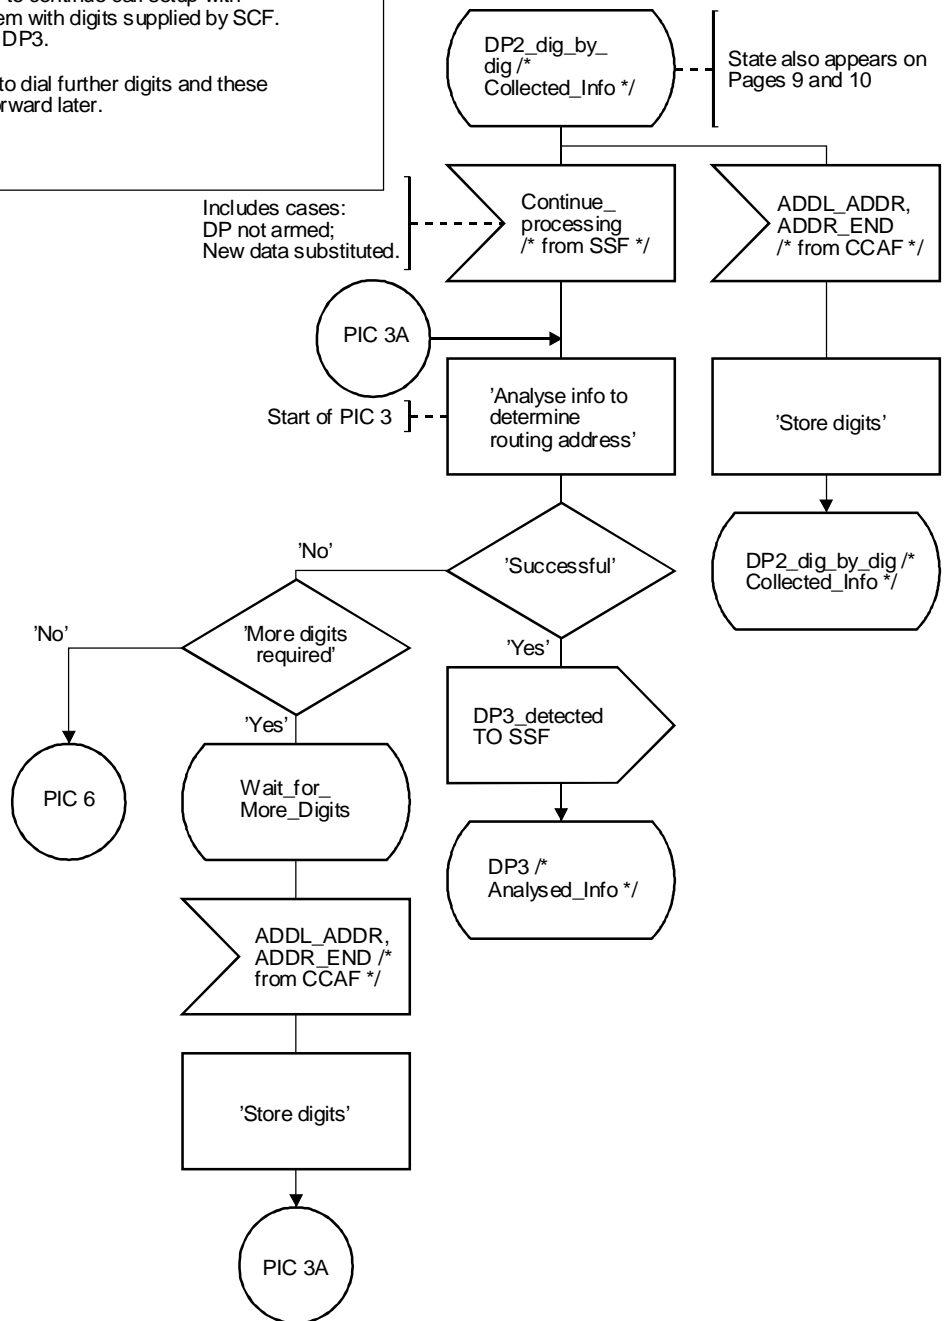 to continue call setup with
em with digits supplied by SCF.
DP3.
to dial further digits and these
rward later.
DP2_dig_by_
dig /*
Collected_Info */
State also appears on
Pages 9 and 10
Includes cases:
DP not armed;
New data substituted.
Continue_
processing
/* from SSF */
ADDL_ADDR,
ADDR_END
/* from CCAF */
PIC 3A
Start of PIC 3
'Analyse info to
determine
routing address'
'Store digits'
'No'
'Successful'
DP2_dig_by_dig /*
Collected_Info */
'No'
'More digits
required'
'Yes'
'Yes'
DP3_detected
TO SSF
PIC 6
Wait_for_
More_Digits
DP3 /*
Analysed_Info */
ADDL_ADDR,
ADDR_END /*
from CCAF */
'Store digits'
PIC 3A